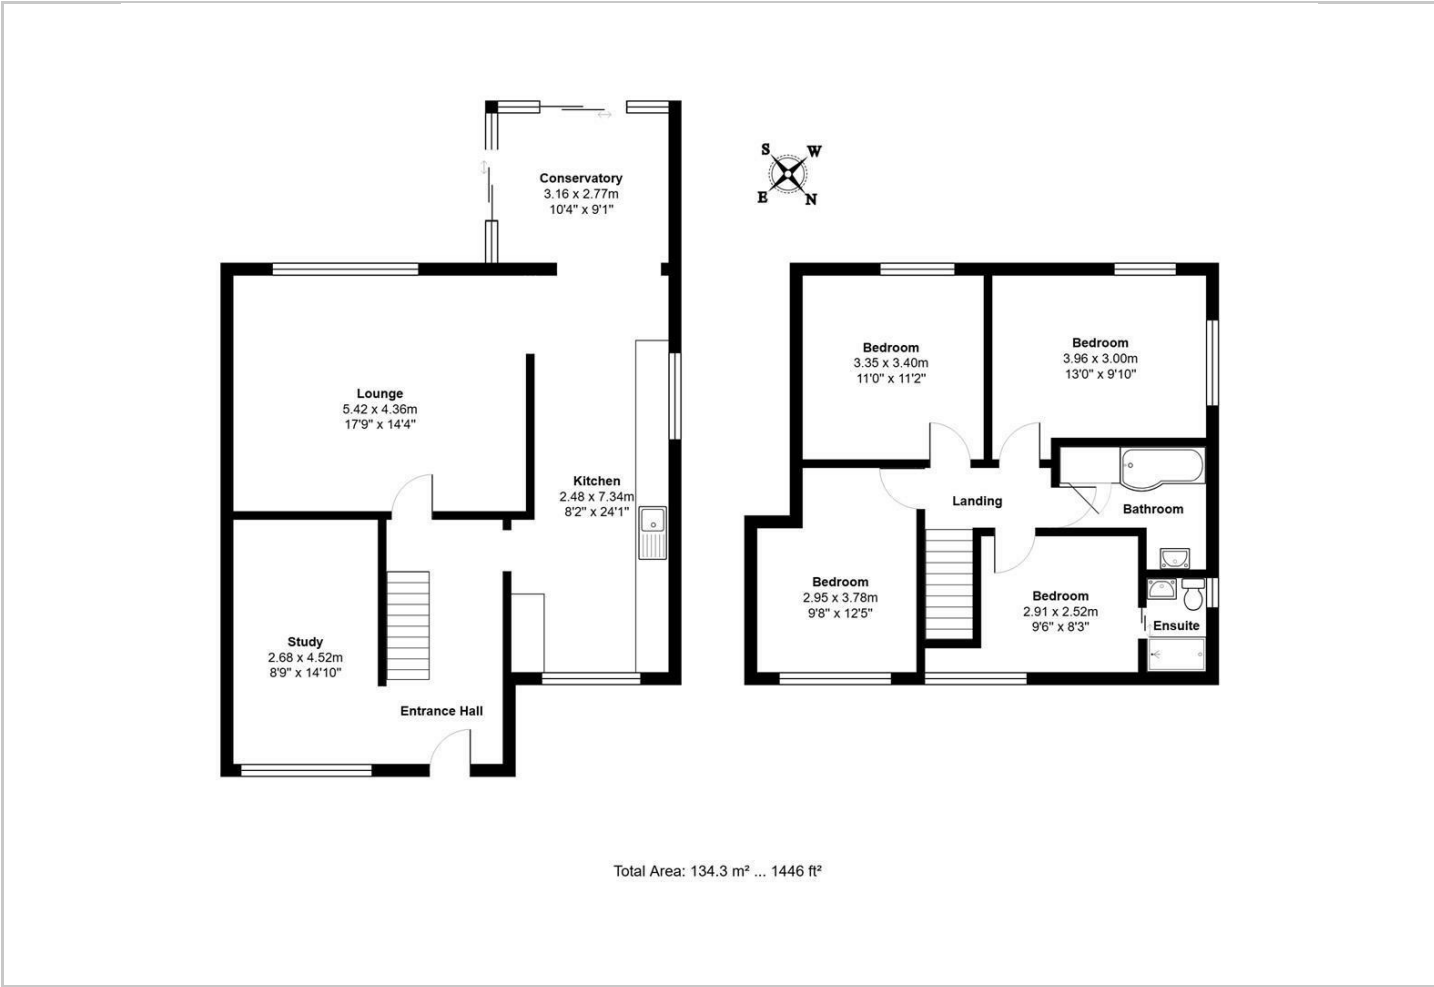 Conservatory
3.16 x 2.77m
10'4" x 9'1"
S W
E N
Lounge
5.42 x 4.36m
17'9" x 14'4"
Kitchen
2.48 x 7.34m
8'2" x 24'1"
Study
2.68 x 4.52m
8'9" x 14'10"
Entrance Hall
Bedroom
3.35 x 3.40m
11'0" x 11'2"
Bedroom
3.96 x 3.00m
13'0" x 9'10"
Landing
Bathroom
Bedroom
2.95 x 3.78m
9'8" x 12'5"
Bedroom
2.91 x 2.52m
9'6" x 8'3"
Ensuite
Total Area: 134.3 m² ... 1446 ft²